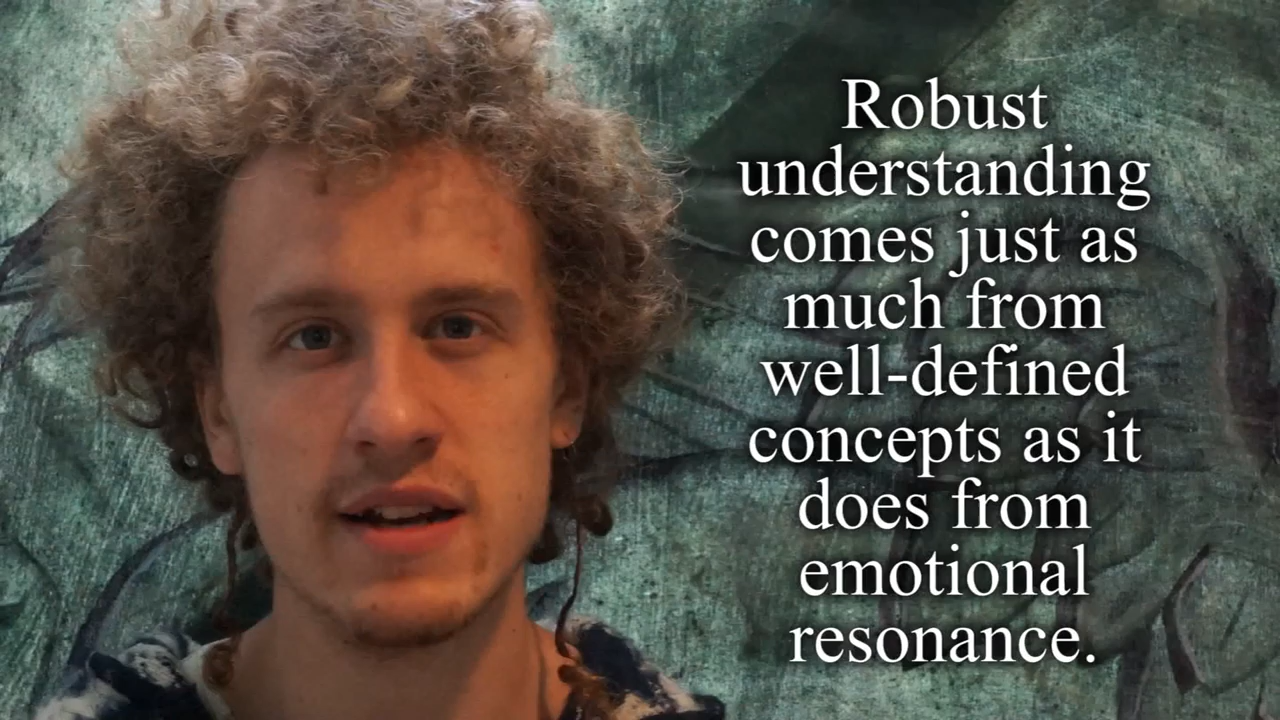 Robust
understanding
comes just as
much from
well-defined
concepts as it
does from
emotional
resonance.